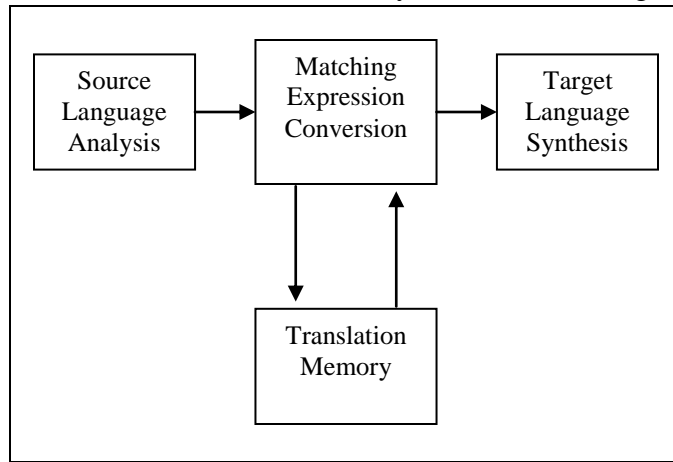 Source
Language
Analysis
Matching
Expression
Conversion
Target
Language
Synthesis
Translation
Memory